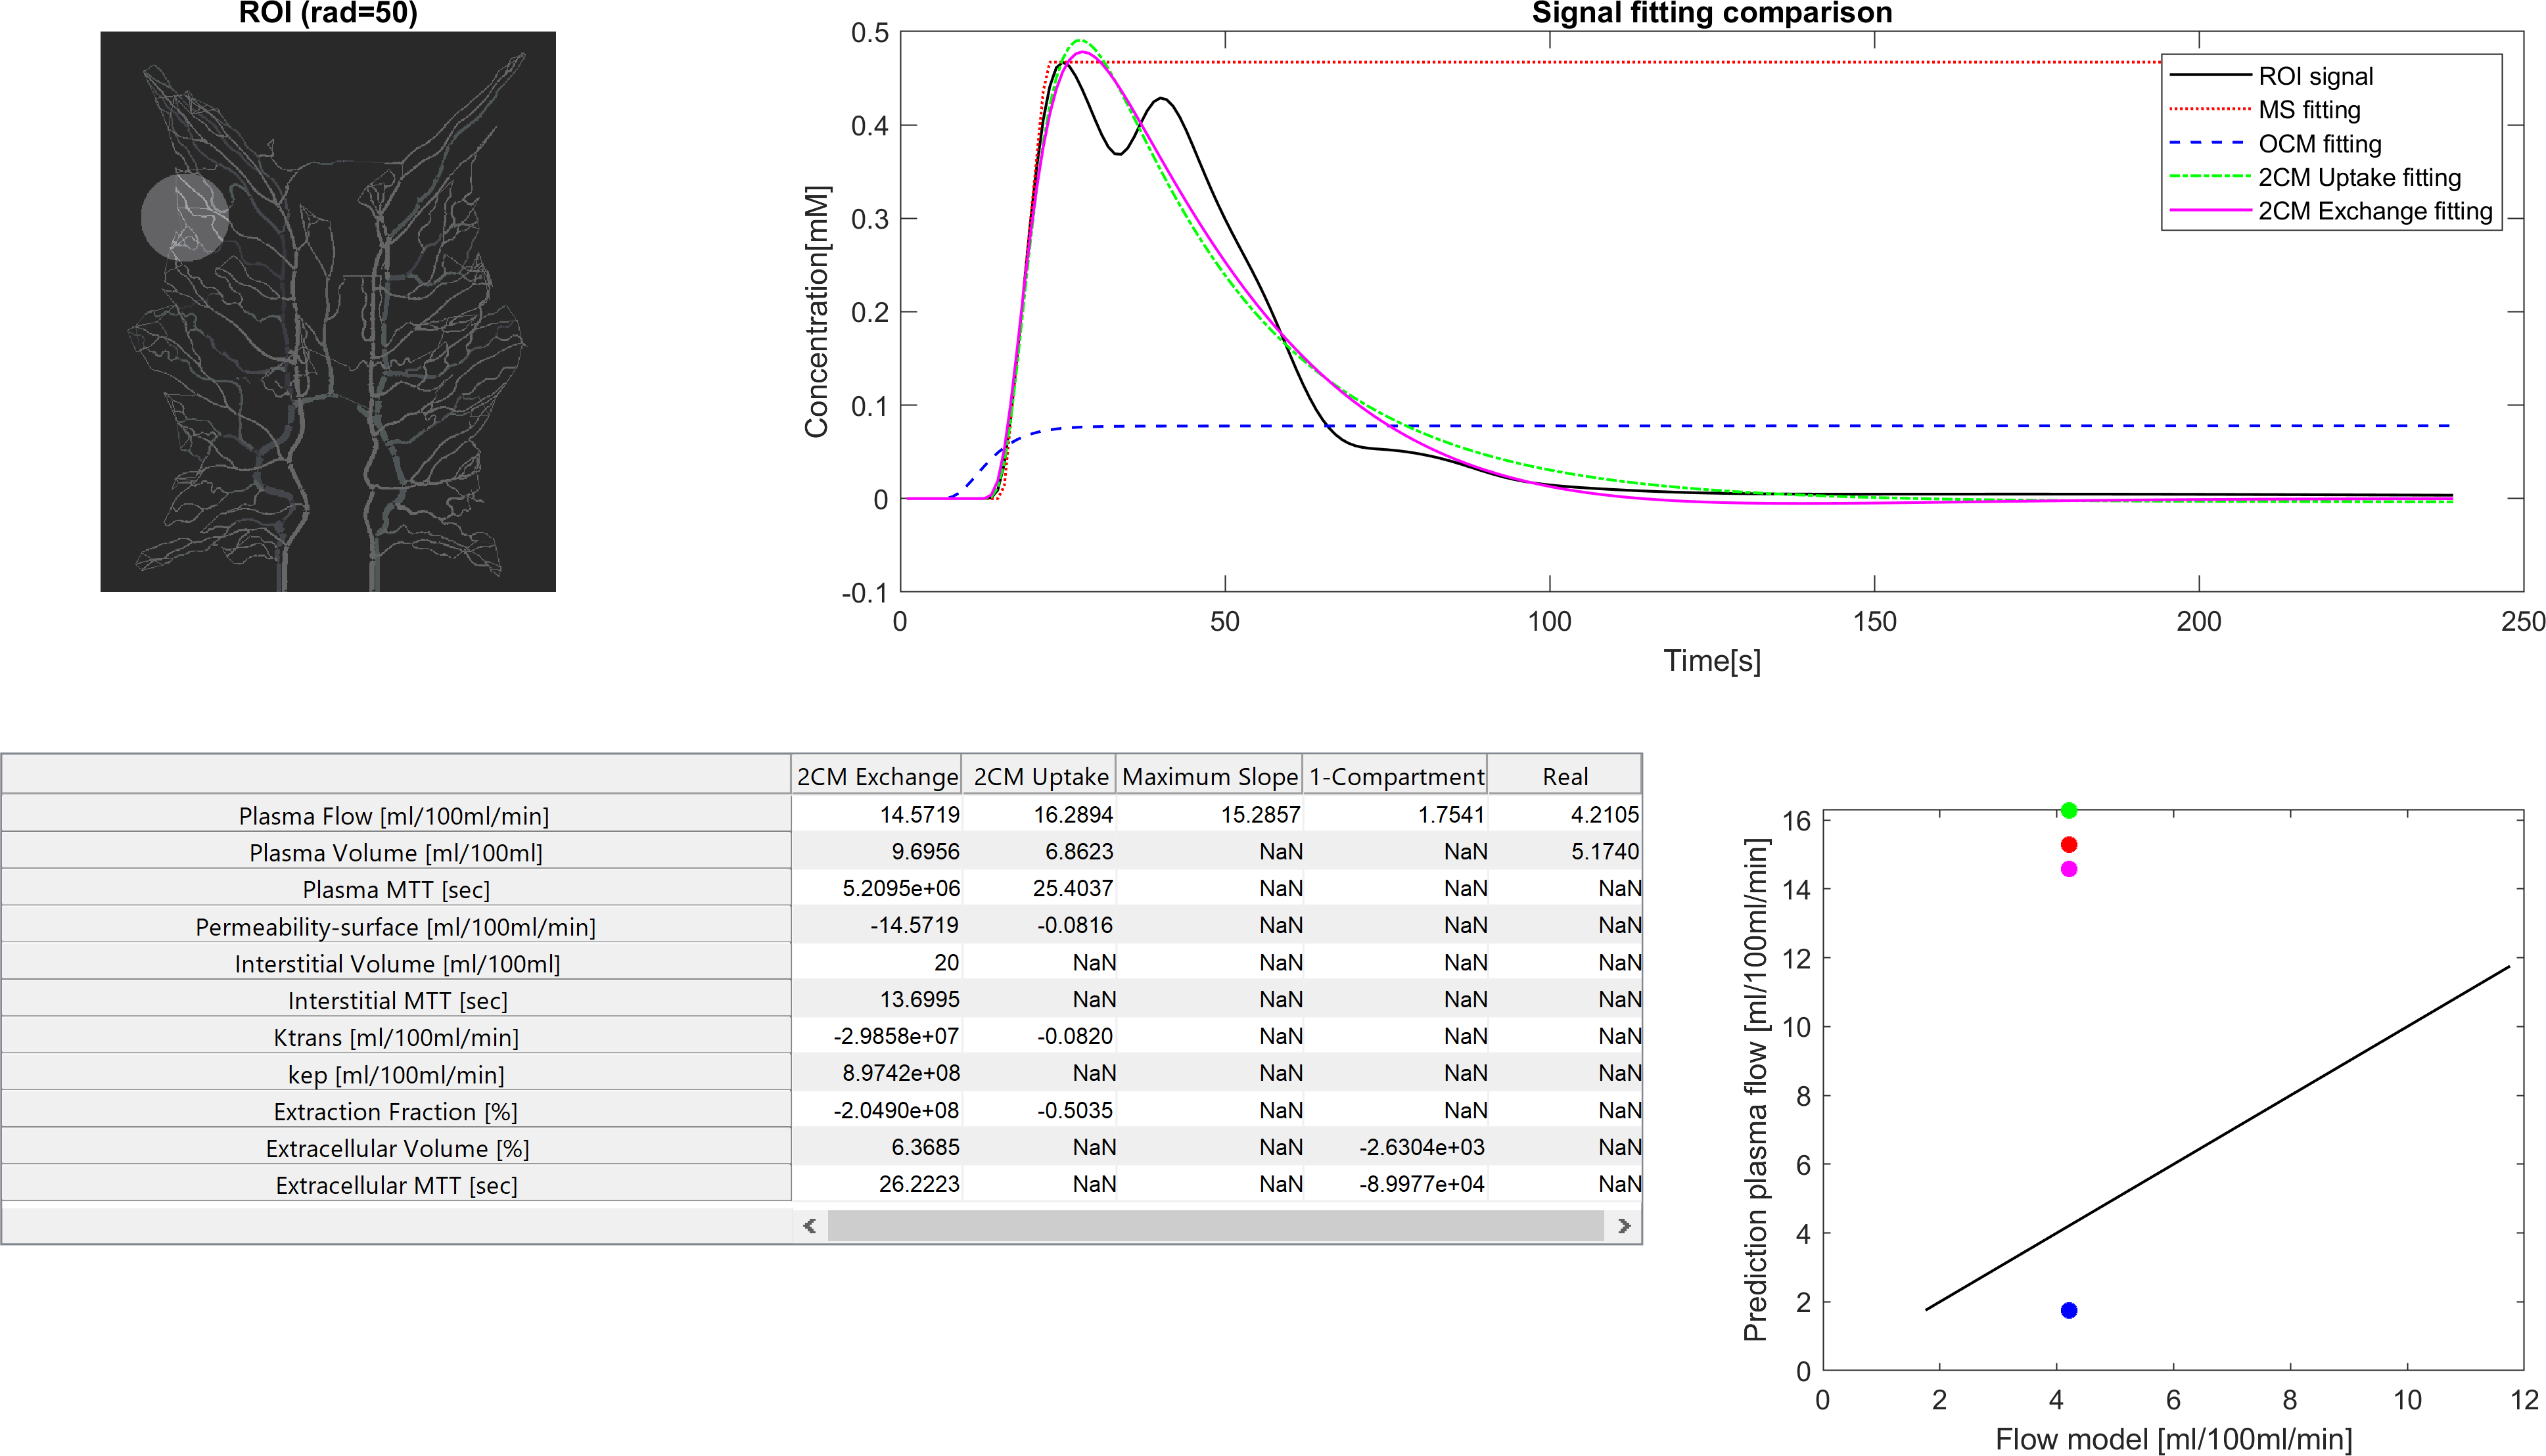 ROI (rad=50)
Signal fitting comparison
0.5
0.4
0.3
0.2
0.1
0
-0.1
Concentration[mM]
0 50 100 150 200 250
Time[s]
ROI signal
MS fitting
OCM fitting
2CM Uptake fitting
2CM Exchange fitting
2CM Exchange 2CM Uptake Maximum Slope 1-Compartment Real
Plasma Flow [ml/100ml/min] 14.5719 16.2894 15.2857 1.7541 4.2105
Plasma Volume [ml/100ml] 9.6956 6.8623 NaN NaN 5.1740
Plasma MTT [sec] 5.2095e+06 25.4037 NaN NaN NaN
Permeability-surface [ml/100ml/min] -14.5719 -0.0816 NaN NaN NaN
Interstitial Volume [ml/100ml] 20 NaN NaN NaN NaN
Interstitial MTT [sec] 13.6995 NaN NaN NaN NaN
Ktrans [ml/100ml/min] -2.9858e+07 -0.0820 NaN NaN NaN
kep [ml/100ml/min] 8.9742e+08 NaN NaN NaN NaN
Extraction Fraction [%] -2.0490e+08 -0.5035 NaN NaN NaN
Extracellular Volume [%] 6.3685 NaN NaN -2.6304e+03 NaN
Extracellular MTT [sec] 26.2223 NaN NaN -8.9977e+04 NaN
16
14
12
10
8
6
4
2
0
Prediction plasma flow [ml/100ml/min]
0 2 4 6 8 10 12
Flow model [ml/100ml/min]